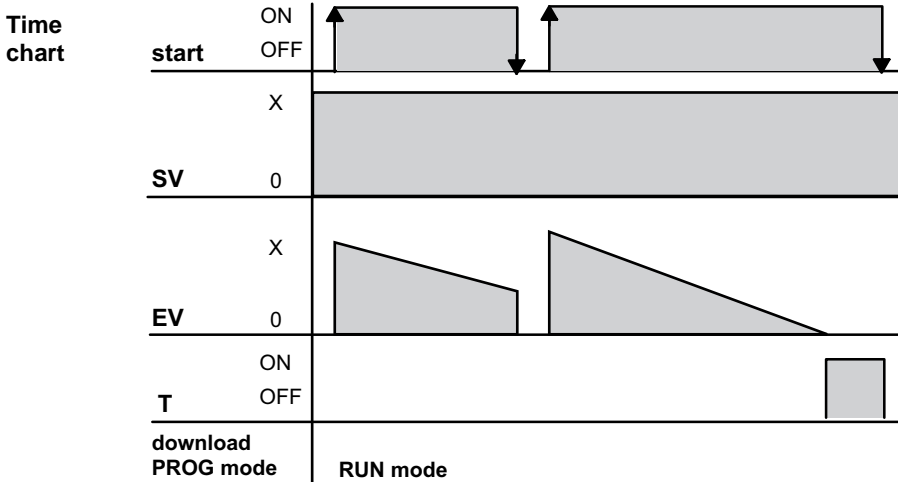 Time
chart
start
ON
OFF
SV
X
0
EV
X
0
T
ON
OFF
download
PROG mode
RUN mode